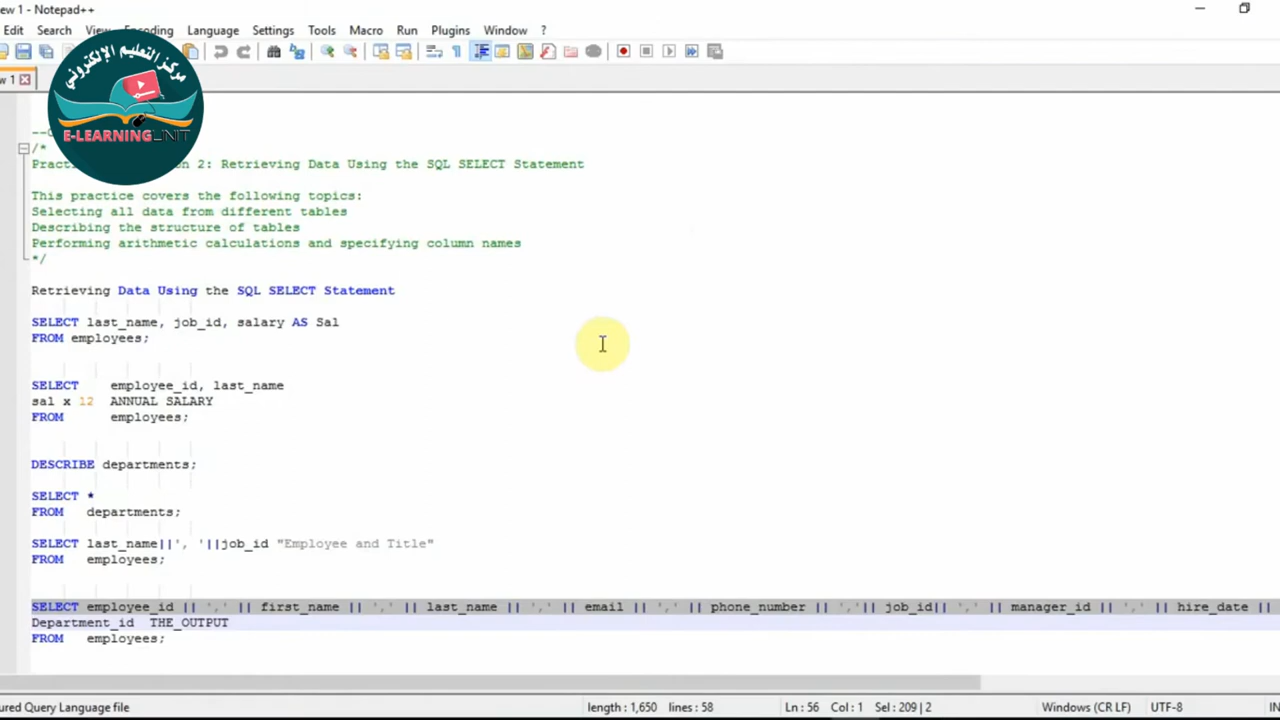 ew 1 - Notepad++
Edit Search View Encoding Language Settings Tools Macro Run Plugins Window ?
w 1
مركز التعليم الإلكتروني
E-LEARNING UNIT
/*
2: Retrieving Data Using the SQL SELECT Statement
This practice covers the following topics:
Selecting all data from different tables
Describing the structure of tables
Performing arithmetic calculations and specifying column names
*/
Retrieving Data Using the SQL SELECT Statement
SELECT last_name, job_id, salary AS Sal
FROM employees;
SELECT employee_id, last_name
sal x 12 ANNUAL SALARY
FROM employees;
DESCRIBE departments;
SELECT *
FROM departments;
SELECT last_name||', '||job_id "Employee and Title"
FROM employees;
SELECT employee_id || ',' || first_name || ',' || last_name || ',' || email || ',' || phone_number || ','|| job_id|| ',' || manager_id || ',' || hire_date ||
Department_id THE_OUTPUT
FROM employees;
ured Query Language file length : 1,650 lines : 58 Ln : 56 Col : 1 Sel : 209 | 2 Windows (CR LF) UTF-8 IN